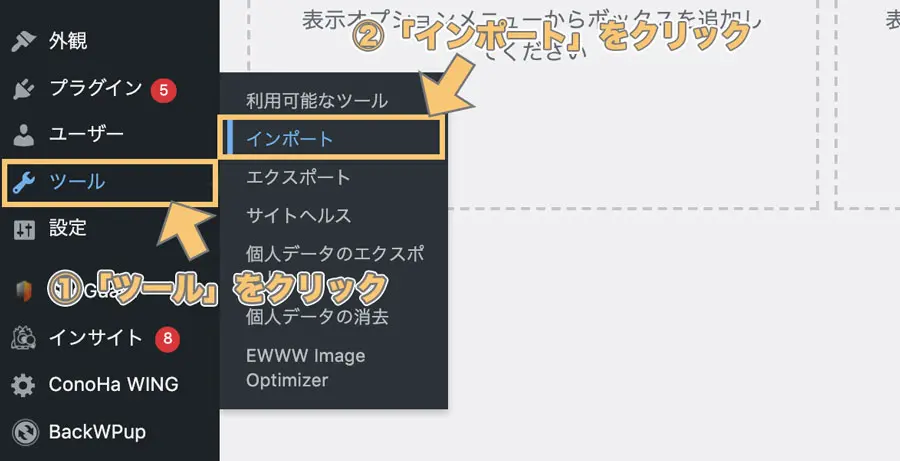 表示オプションメニューからボックスを追加し
てください
②「インポート」をクリック
外観
プラグイン 5
ユーザー
ツール
設定
①「ツール」をクリック
インサイト 8
ConoHa WING
BackWPup
利用可能なツール
インポート
エクスポート
サイトヘルス
個人データのエクスポ
個人データの消去
EWWW Image
Optimizer